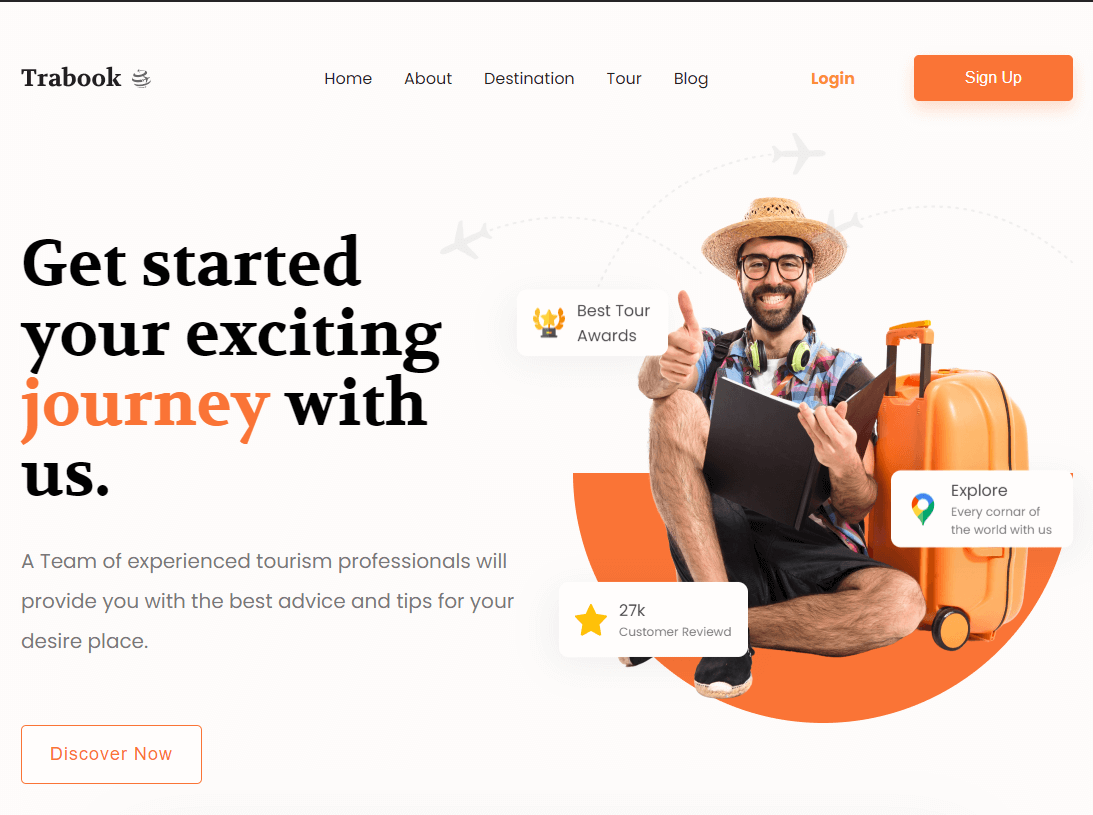 Trabook
Home About Destination Tour Blog Login Sign Up
Get started
your exciting
journey with
us.
Best Tour
Awards
Explore
Every cornar of
the world with us
A Team of experienced tourism professionals will
provide you with the best advice and tips for your
desire place.
27k
Customer Reviewd
Discover Now